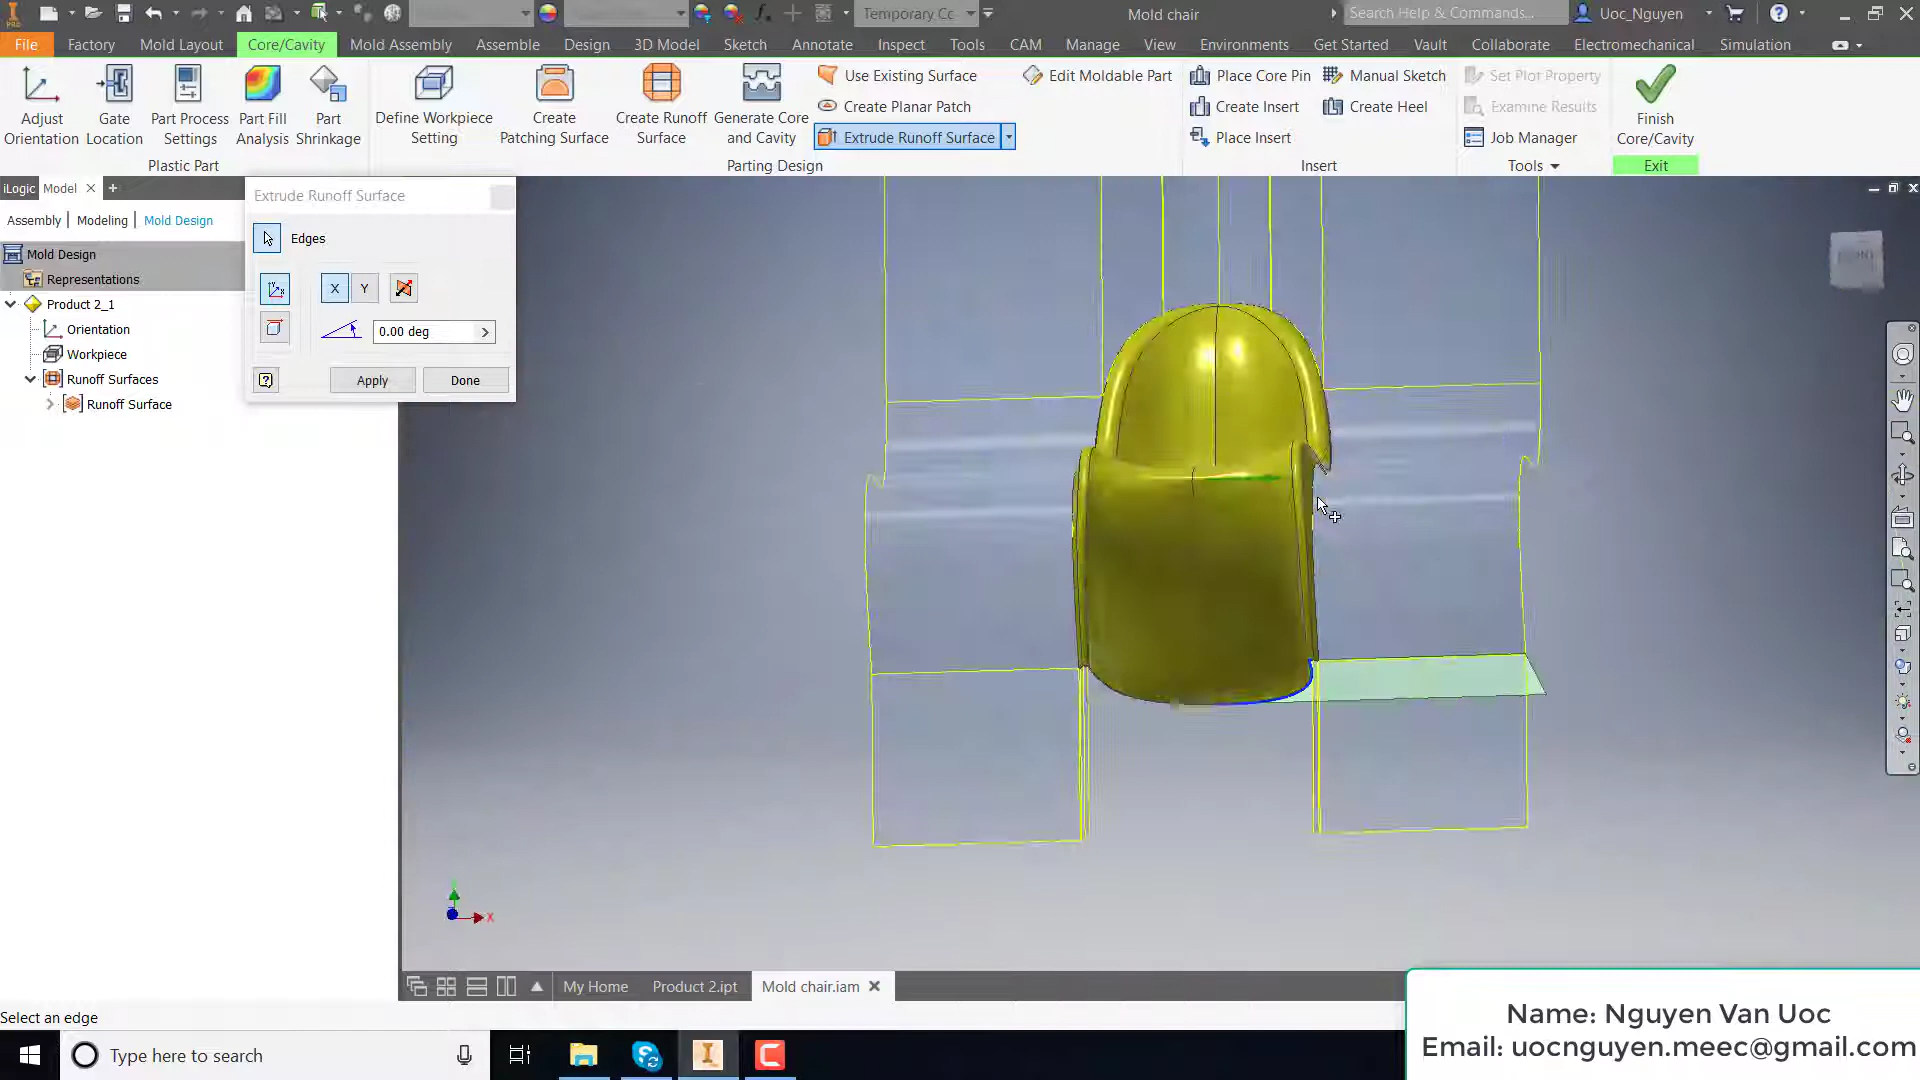 Temporary Cc
Mold chair
Search Help & Commands...
Uoc_Nguyen
File
Factory
Mold Layout
Core/Cavity
Mold Assembly
Assemble
Design
3D Model
Sketch
Annotate
Inspect
Tools
CAM
Manage
View
Environments
Get Started
Vault
Collaborate
Electromechanical
Simulation
Adjust
Orientation
Gate
Location
Part Process
Settings
Part Fill
Analysis
Part
Shrinkage
Plastic Part
Define Workpiece
Setting
Create
Patching Surface
Create Runoff
Surface
Generate Core
and Cavity
Use Existing Surface
Create Planar Patch
Extrude Runoff Surface
Edit Moldable Part
Parting Design
Place Core Pin
Create Insert
Place Insert
Manual Sketch
Create Heel
Insert
Set Plot Property
Examine Results
Job Manager
Tools
Finish
Core/Cavity
Exit
iLogic
Model
Assembly
Modeling
Mold Design
Mold Design
Representations
Product 2_1
Orientation
Workpiece
Runoff Surfaces
Runoff Surface
Extrude Runoff Surface
Edges
X
Y
0.00 deg
Apply
Done
X
My Home
Product 2.ipt
Mold chair.iam
Select an edge
Type here to search
Name: Nguyen Van Uoc
Email: uocnguyen.meec@gmail.com